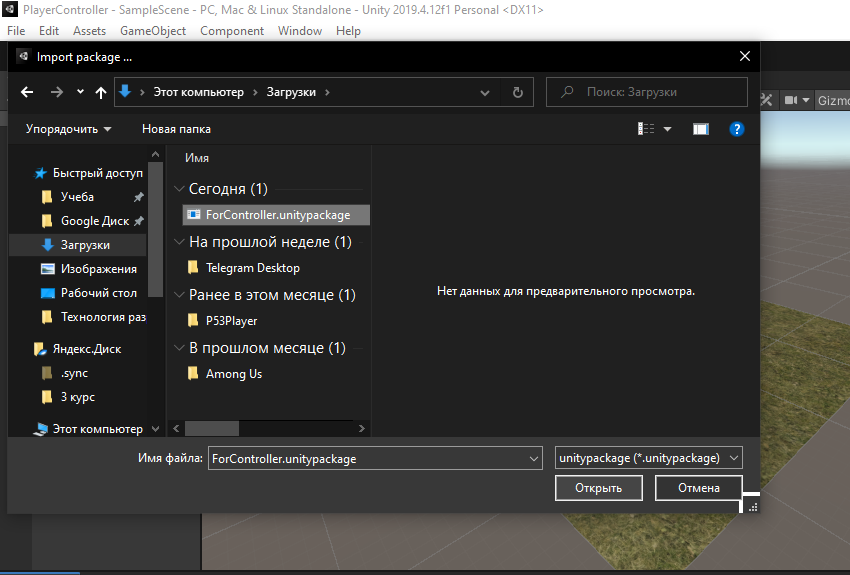 PlayerController - SampleScene - PC, Mac & Linux Standalone - Unity 2019.4.12f1 Personal <DX11>
File Edit Assets GameObject Component Window Help
Import package ...
Этот компьютер Загрузки
Поиск: Загрузки
Gizmo
Упорядочить Новая папка
Имя
Быстрый доступ
Учеба
Google Диск
Загрузки
Изображения
Рабочий стол
Технология раз
Яндекс.Диск
.sync
3 курс
Этот компьютер
Сегодня (1)
ForController.unitypackage
На прошлой неделе (1)
Telegram Desktop
Ранее в этом месяце (1)
P53Player
В прошлом месяце (1)
Among Us
Нет данных для предварительного просмотра.
Имя файла: ForController.unitypackage unitypackage (*.unitypackage)
Открыть Отмена